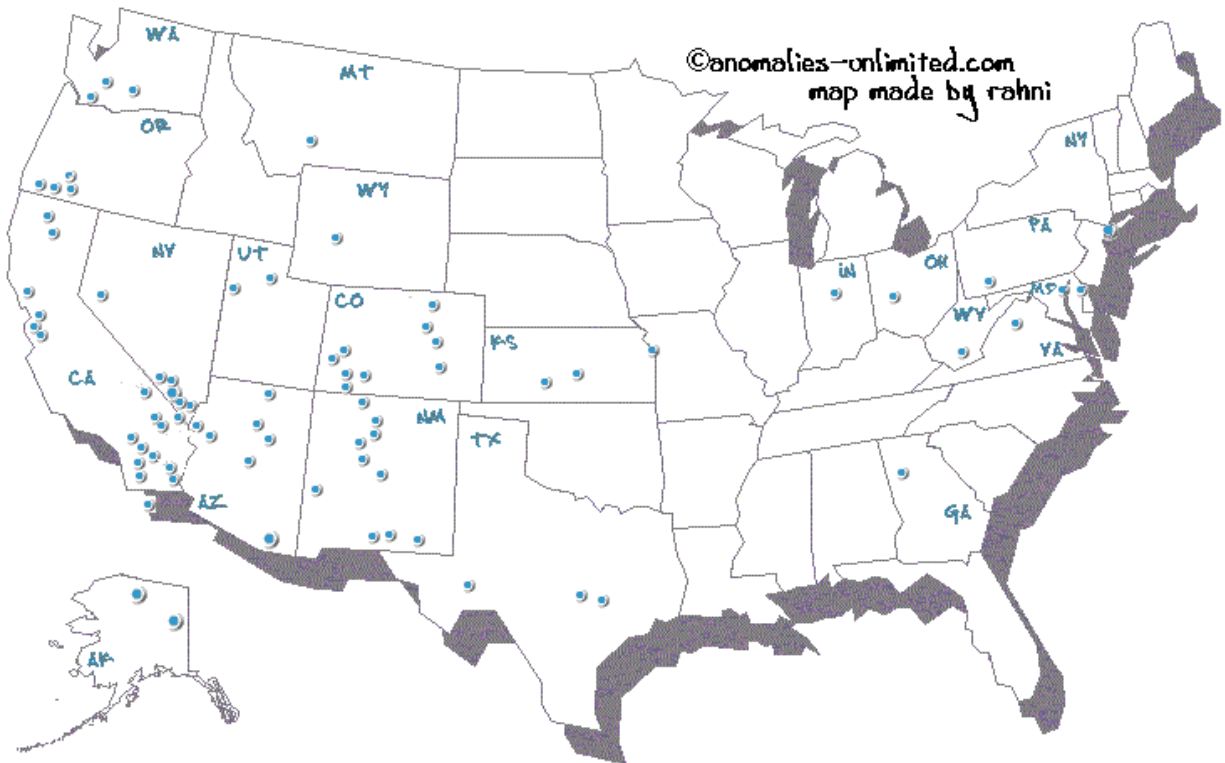 WA
MT
©anomalies-unlimited.com
map made by rahni
OR
NY
WY
PA
NV
UT
OH
IN
CO
MD
WV
KS
VA
CA
NM
TX
AZ
GA
AK